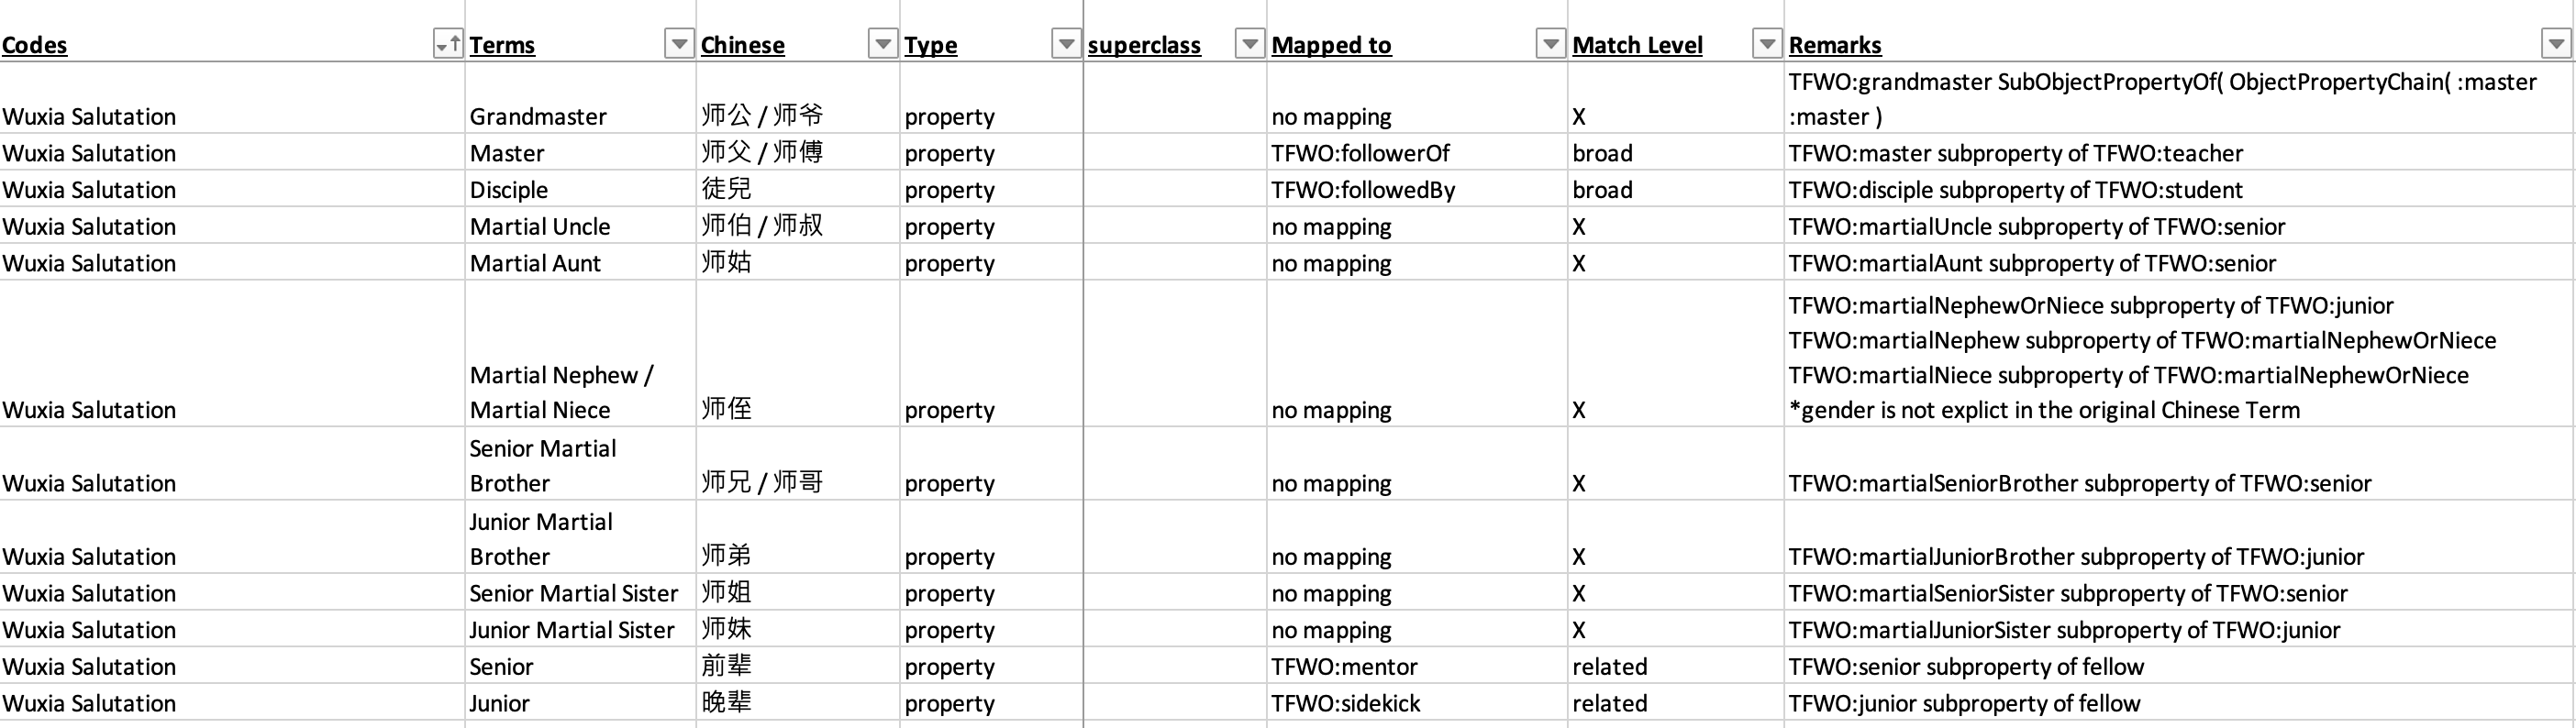 Codes Terms Chinese Type superclass Mapped to Match Level Remarks
TFWO:grandmaster SubObjectPropertyOf( ObjectPropertyChain( :master
Wuxia Salutation Grandmaster 师公 / 师爷 property no mapping X :master )
Wuxia Salutation Master 师父 / 师傅 property TFWO:followerOf broad TFWO:master subproperty of TFWO:teacher
Wuxia Salutation Disciple 徒兒 property TFWO:followedBy broad TFWO:disciple subproperty of TFWO:student
Wuxia Salutation Martial Uncle 师伯 / 师叔 property no mapping X TFWO:martialUncle subproperty of TFWO:senior
Wuxia Salutation Martial Aunt 师姑 property no mapping X TFWO:martialAunt subproperty of TFWO:senior
TFWO:martialNephewOrNiece subproperty of TFWO:junior
TFWO:martialNephew subproperty of TFWO:martialNephewOrNiece
Martial Nephew / TFWO:martialNiece subproperty of TFWO:martialNephewOrNiece
Wuxia Salutation Martial Niece 师侄 property no mapping X *gender is not explict in the original Chinese Term
Senior Martial
Wuxia Salutation Brother 师兄 / 师哥 property no mapping X TFWO:martialSeniorBrother subproperty of TFWO:senior
Junior Martial
Wuxia Salutation Brother 师弟 property no mapping X TFWO:martialJuniorBrother subproperty of TFWO:junior
Wuxia Salutation Senior Martial Sister 师姐 property no mapping X TFWO:martialSeniorSister subproperty of TFWO:senior
Wuxia Salutation Junior Martial Sister 师妹 property no mapping X TFWO:martialJuniorSister subproperty of TFWO:junior
Wuxia Salutation Senior 前辈 property TFWO:mentor related TFWO:senior subproperty of fellow
Wuxia Salutation Junior 晚辈 property TFWO:sidekick related TFWO:junior subproperty of fellow